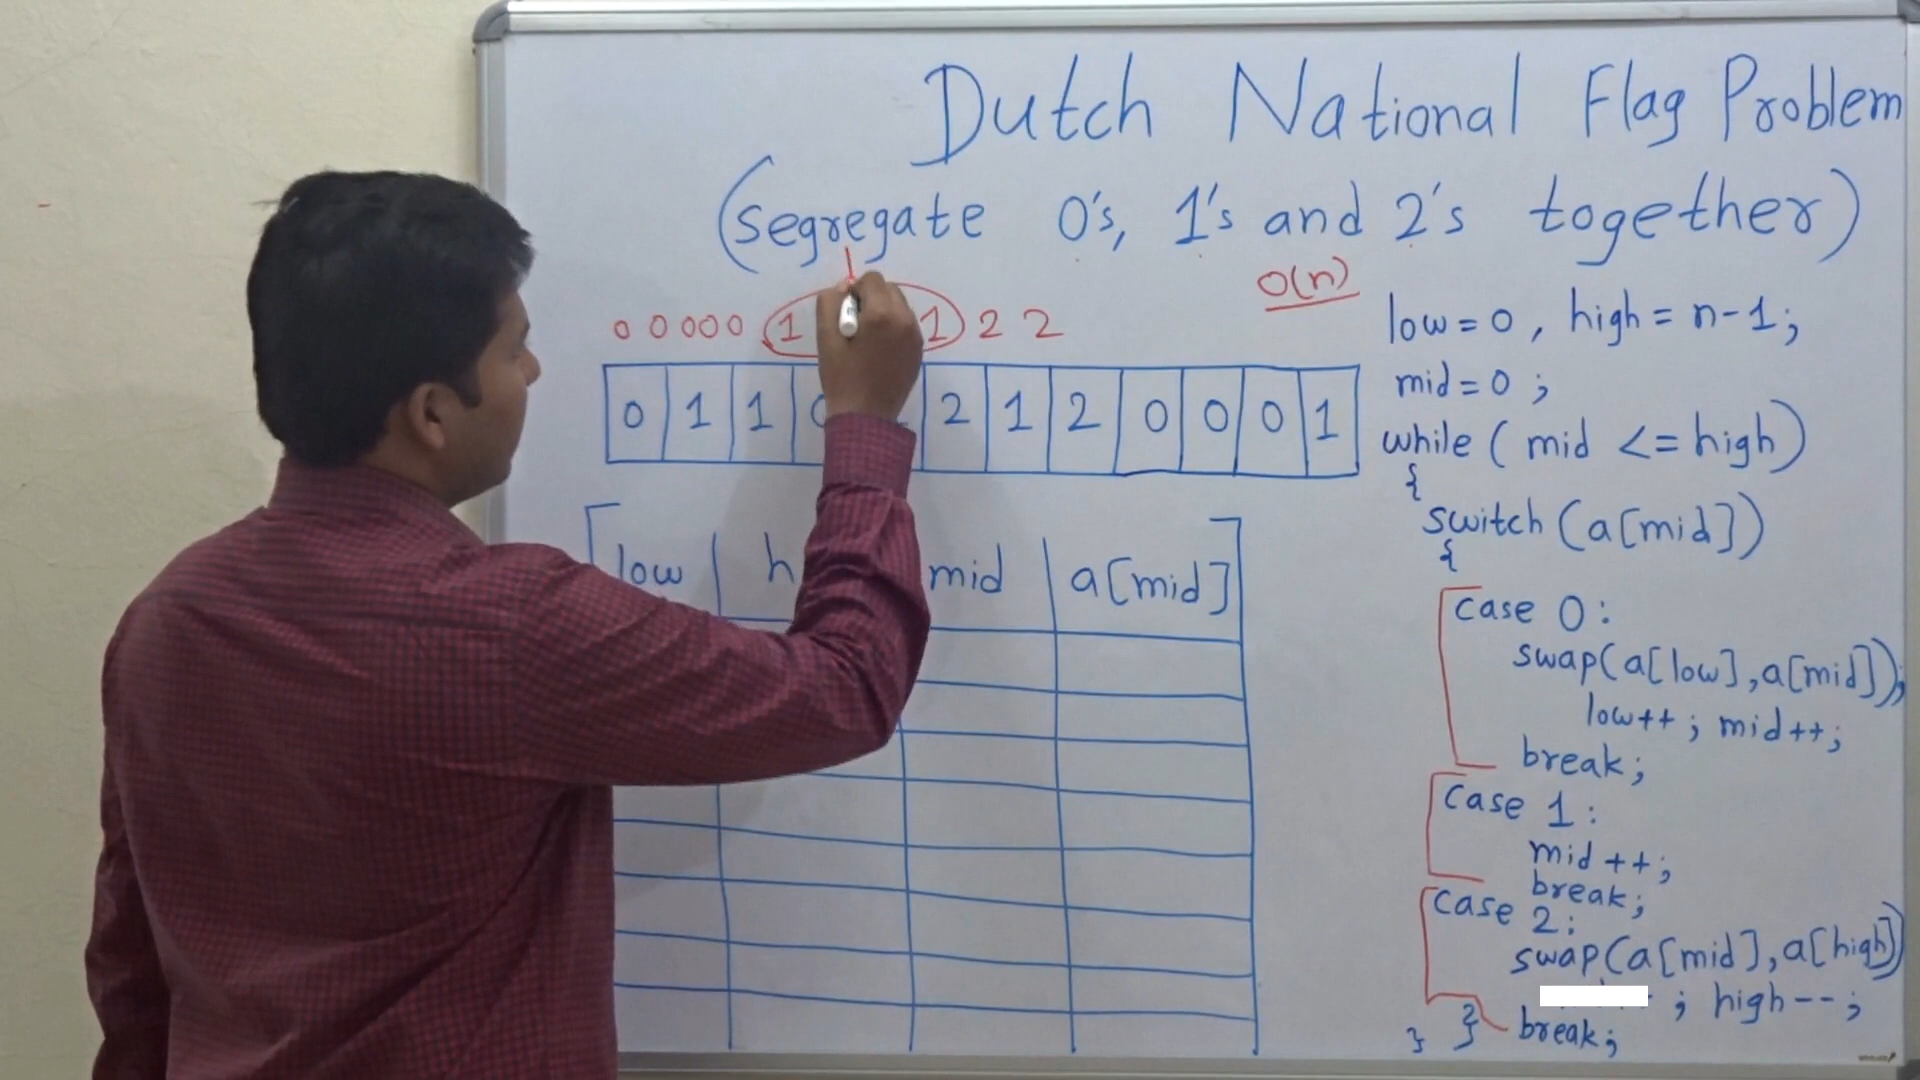 Dutch National Flag Problem
(segregate 0's, 1's and 2's together)
O(n)
0 0 0 0 0 1 1 2 2
0 1 1 0 2 1 2 0 0 0 1
low mid a[mid]
low = 0 , high = n-1;
mid = 0 ;
while ( mid <= high)
{
switch (a[mid])
{
case 0:
swap(a[low],a[mid]);
low++ ; mid++;
break;
case 1:
mid ++;
break;
case 2:
swap(a[mid],a[high])
; high--;
} } break;